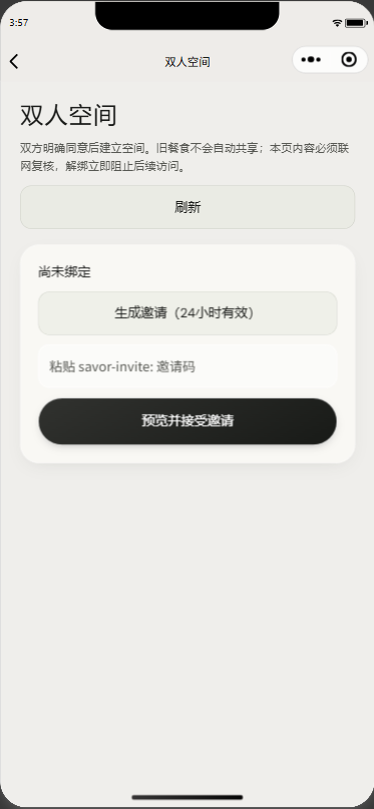 3:57
双人空间
双人空间
双方明确同意后建立空间。旧餐食不会自动共享；本页内容必须联
网复核，解绑立即阻止后续访问。
刷新
尚未绑定
生成邀请（24小时有效）
粘贴 savor-invite: 邀请码
预览并接受邀请